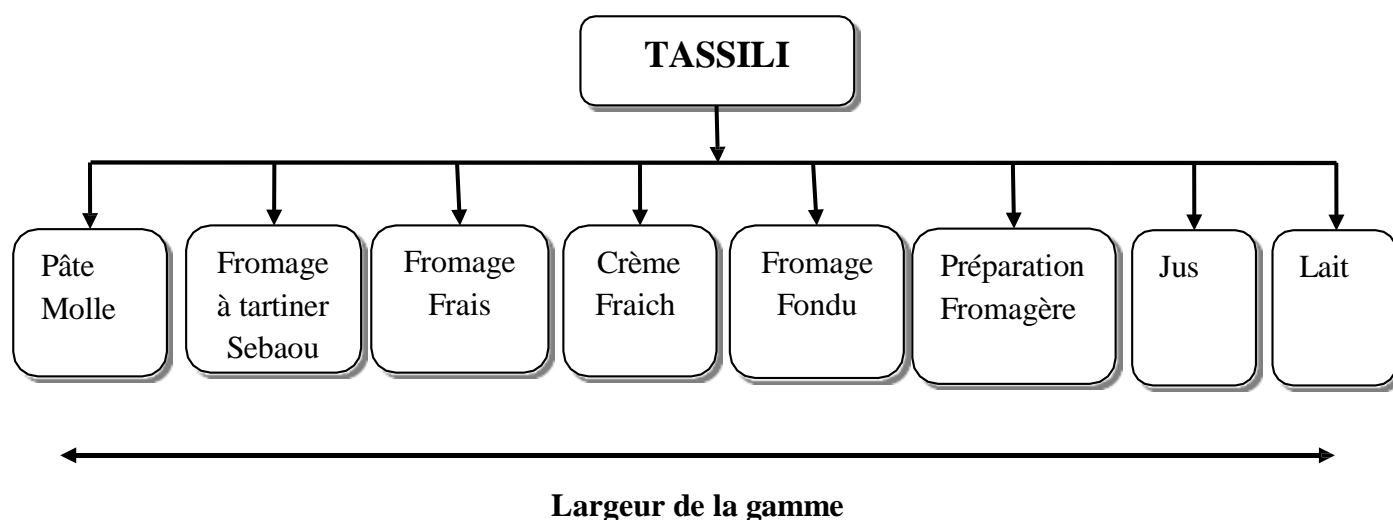 TASSILI
Pâte
Molle
Fromage
à tartiner
Sebaou
Fromage
Frais
Crème
Fraich
Fromage
Fondu
Préparation
Fromagère
Jus
Lait
Largeur de la gamme